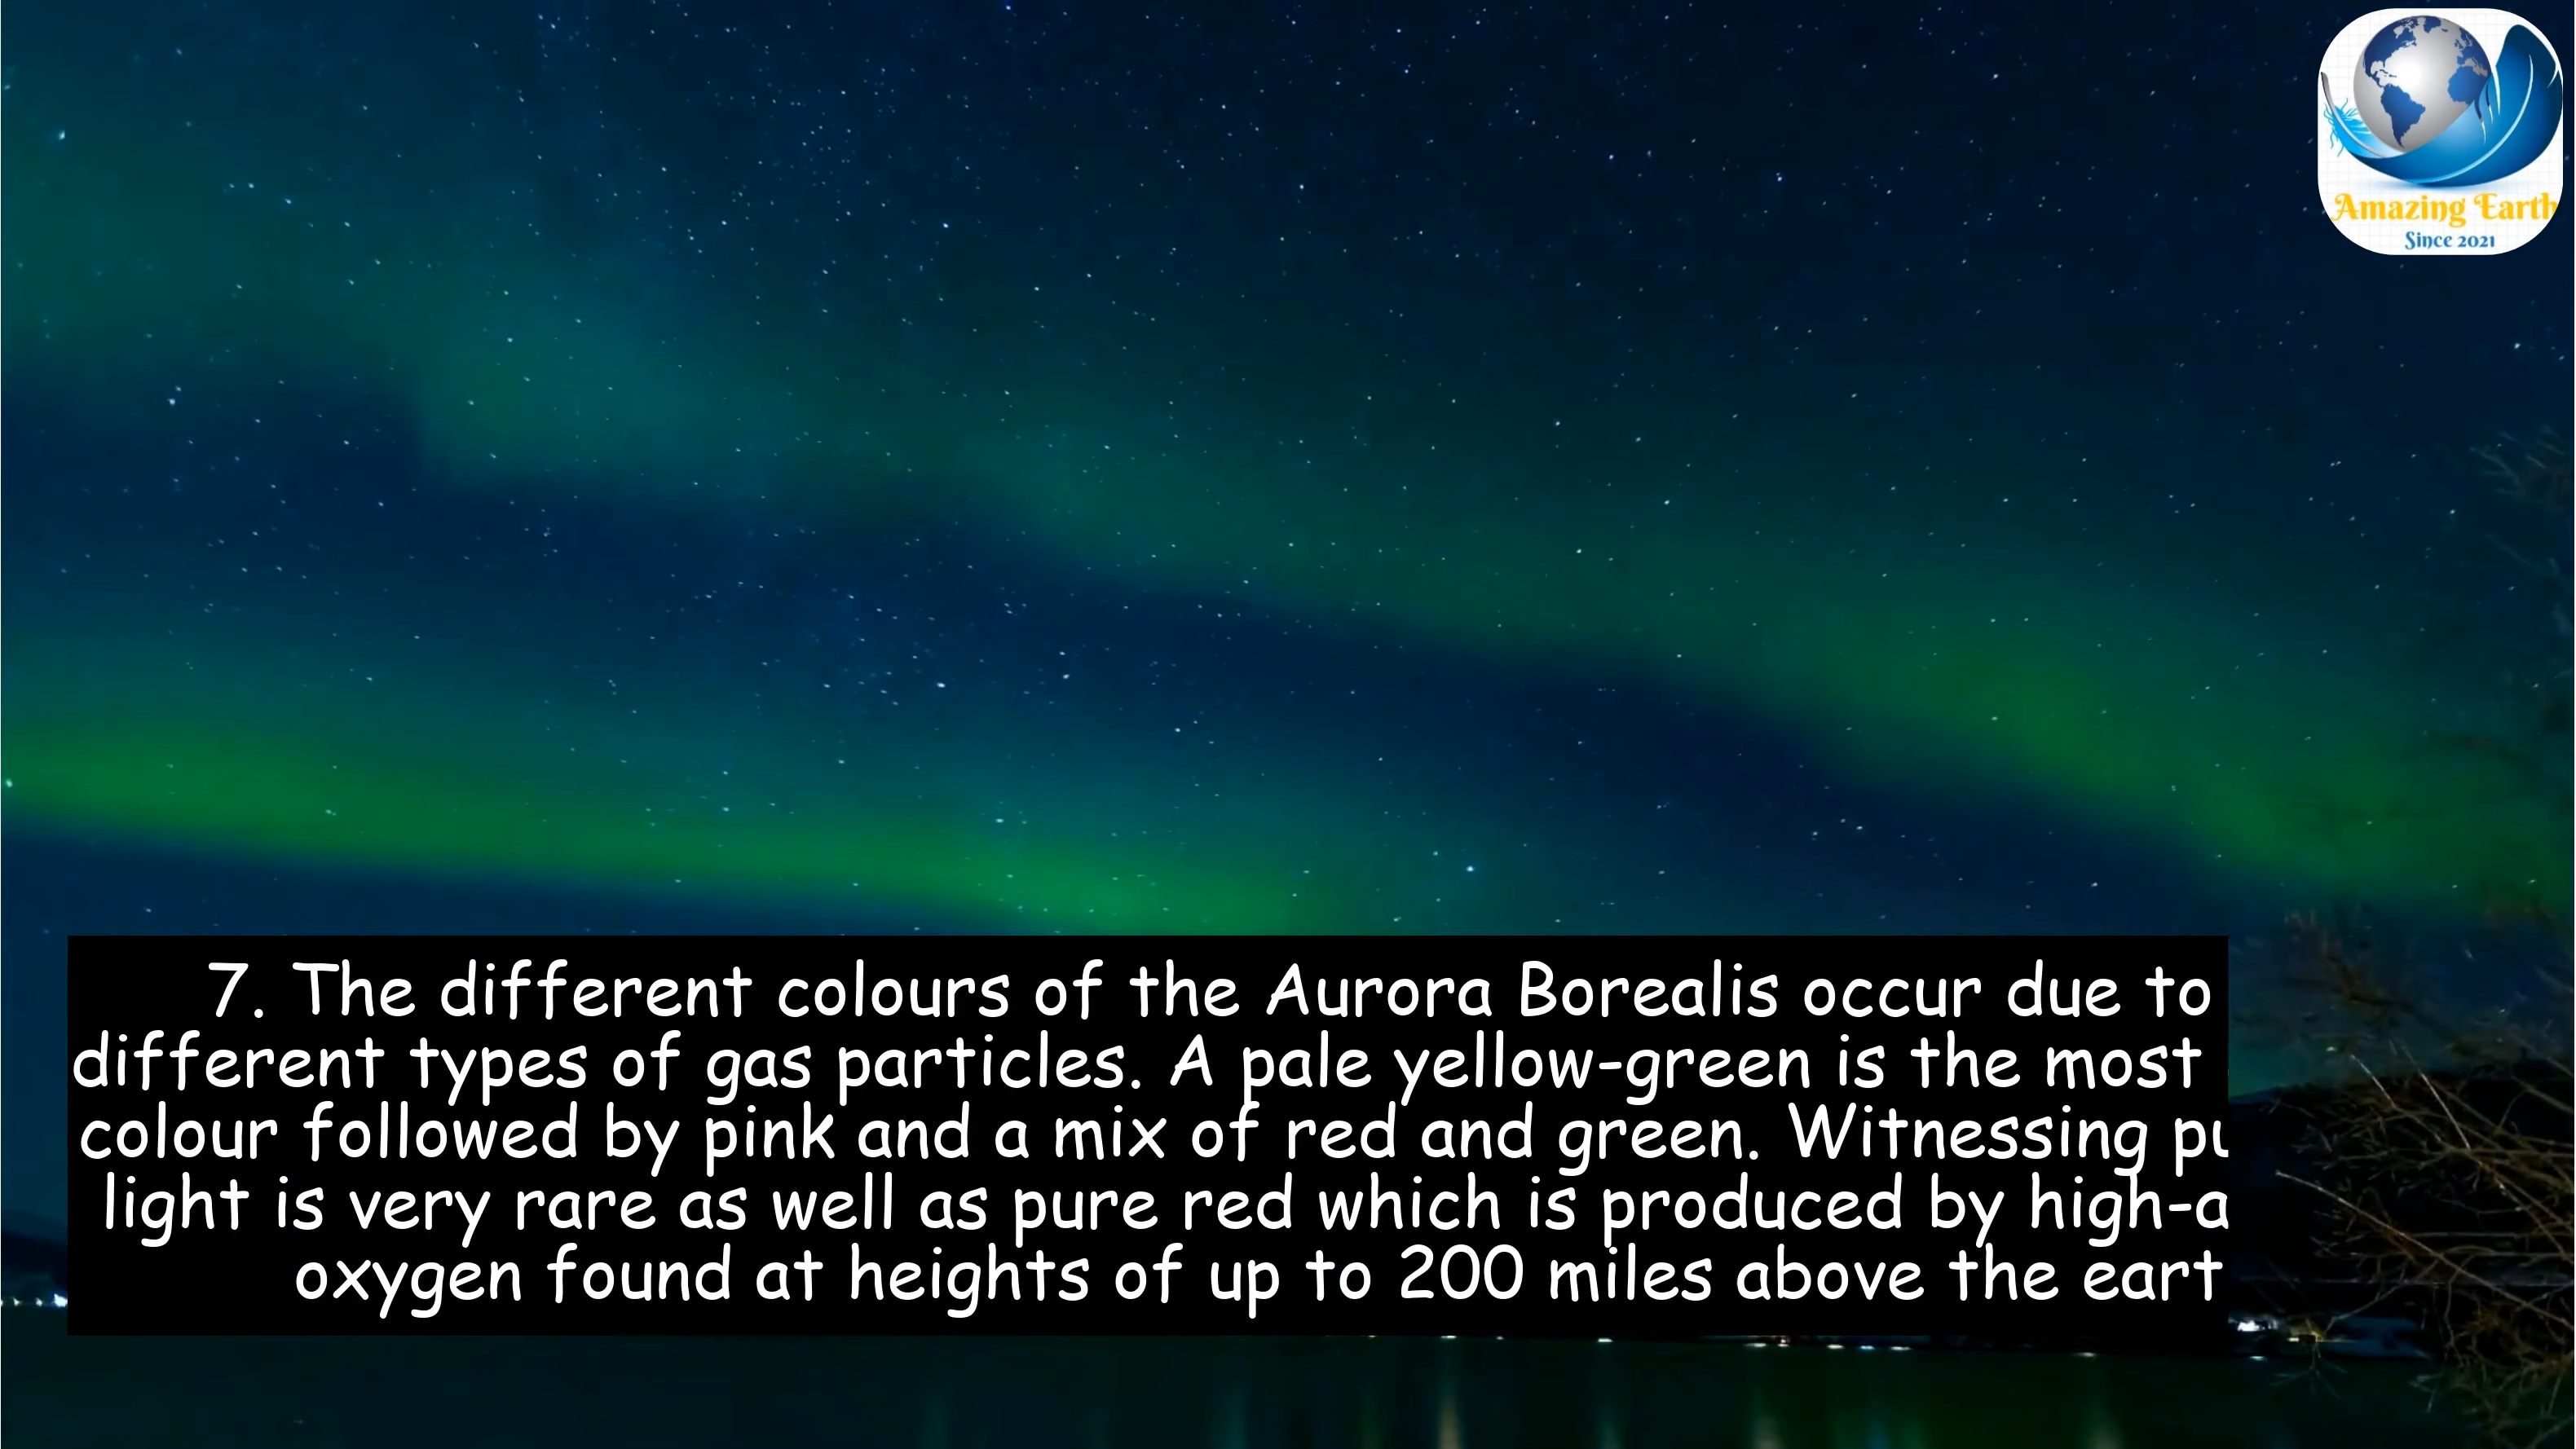 Amazing Earth
Since 2021
7. The different colours of the Aurora Borealis occur due to
different types of gas particles. A pale yellow-green is the most
colour followed by pink and a mix of red and green. Witnessing
light is very rare as well as pure red which is produced by
oxygen found at heights of up to 200 miles above the